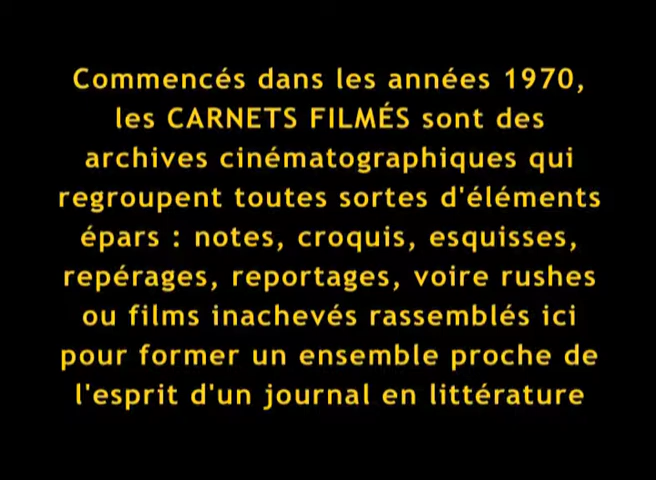 Commencés dans les années 1970,
les CARNETS FILMÉS sont des
archives cinématographiques qui
regroupent toutes sortes d'éléments
épars : notes, croquis, esquisses,
repérages, reportages, voire rushes
ou films inachevés rassemblés ici
pour former un ensemble proche de
l'esprit d'un journal en littérature